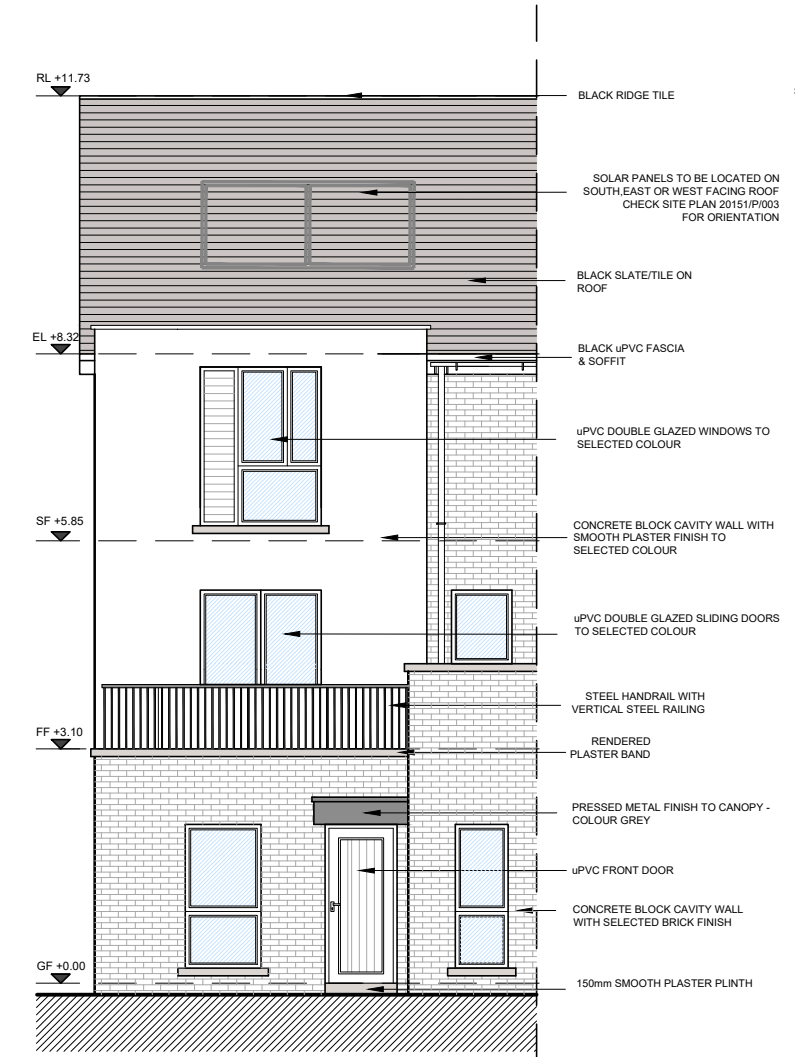 RL +11.73
BLACK RIDGE TILE
SOLAR PANELS TO BE LOCATED ON
SOUTH,EAST OR WEST FACING ROOF
CHECK SITE PLAN 20151/P/003
FOR ORIENTATION
BLACK SLATE/TILE ON
ROOF
EL +8.32
BLACK uPVC FASCIA
& SOFFIT
uPVC DOUBLE GLAZED WINDOWS TO
SELECTED COLOUR
SF +5.85
CONCRETE BLOCK CAVITY WALL WITH
SMOOTH PLASTER FINISH TO
SELECTED COLOUR
uPVC DOUBLE GLAZED SLIDING DOORS
TO SELECTED COLOUR
STEEL HANDRAIL WITH
VERTICAL STEEL RAILING
FF +3.10
RENDERED
PLASTER BAND
PRESSED METAL FINISH TO CANOPY -
COLOUR GREY
uPVC FRONT DOOR
CONCRETE BLOCK CAVITY WALL
WITH SELECTED BRICK FINISH
GF +0.00
150mm SMOOTH PLASTER PLINTH